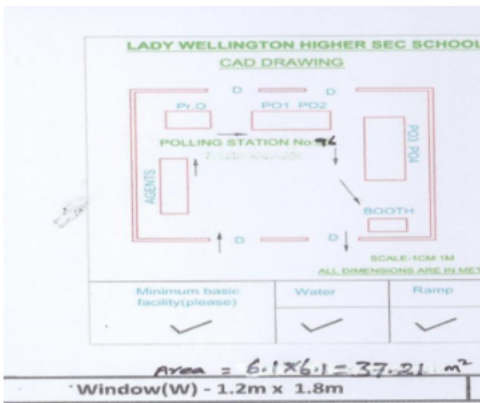 LADY WELLINGTON HIGHER SEC SCHOOL
CAD DRAWING
D D
Pr.O PO1 PO2
POLLING STATION No: 96
PO3 PO4
AGENTS
BOOTH
D D
SCALE-1CM 1M
ALL DIMENSIONS ARE IN MET
Minimum basic facility(please) Water Ramp
Area = 6.1 x 6.1 = 37.21 m²
Window(W) - 1.2m x 1.8m